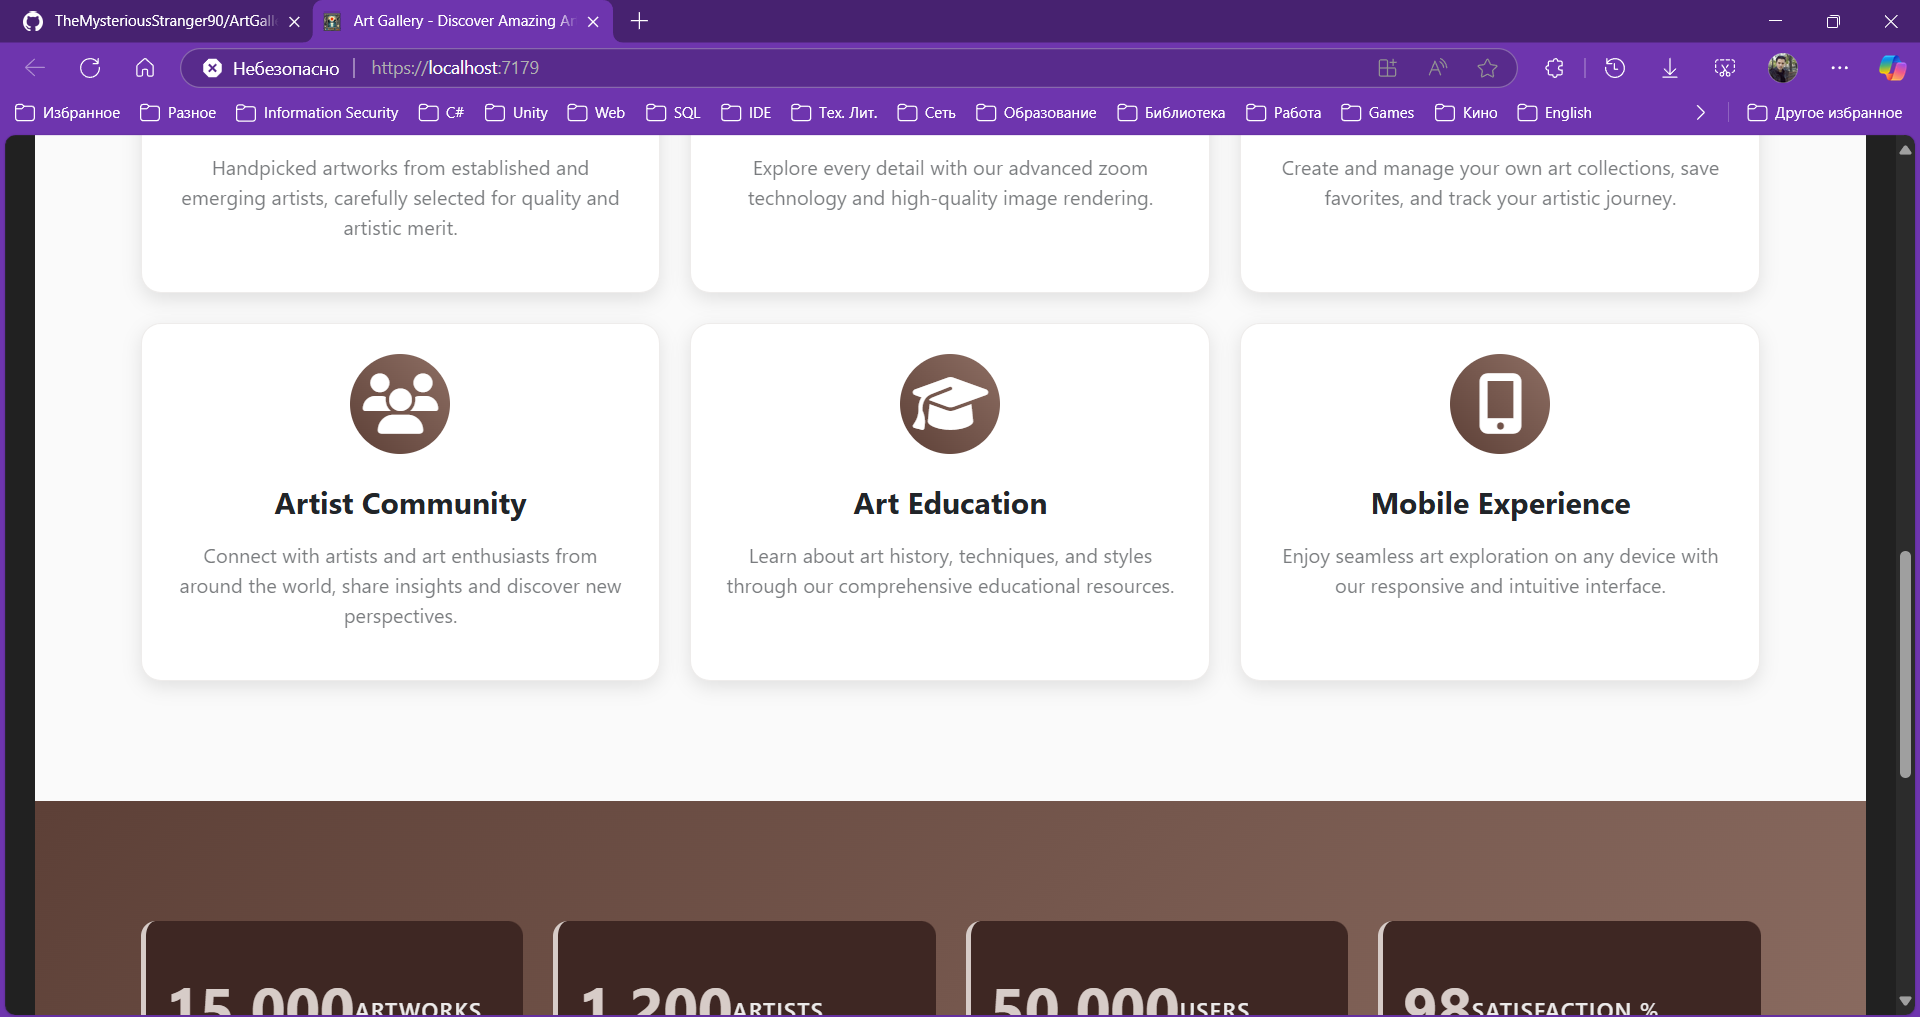 TheMysteriousStranger90/ArtGall
Art Gallery - Discover Amazing Ar
Небезопасно
https://localhost:7179
Избранное
Разное
Information Security
C#
Unity
Web
SQL
IDE
Тех. Лит.
Сеть
Образование
Библиотека
Работа
Games
Кино
English
Другое избранное
Handpicked artworks from established and
emerging artists, carefully selected for quality and
artistic merit.
Explore every detail with our advanced zoom
technology and high-quality image rendering.
Create and manage your own art collections, save
favorites, and track your artistic journey.
Artist Community
Connect with artists and art enthusiasts from
around the world, share insights and discover new
perspectives.
Art Education
Learn about art history, techniques, and styles
through our comprehensive educational resources.
Mobile Experience
Enjoy seamless art exploration on any device with
our responsive and intuitive interface.
15 000 ARTWORKS
1 200 ARTISTS
50 000 USERS
98 SATISFACTION %